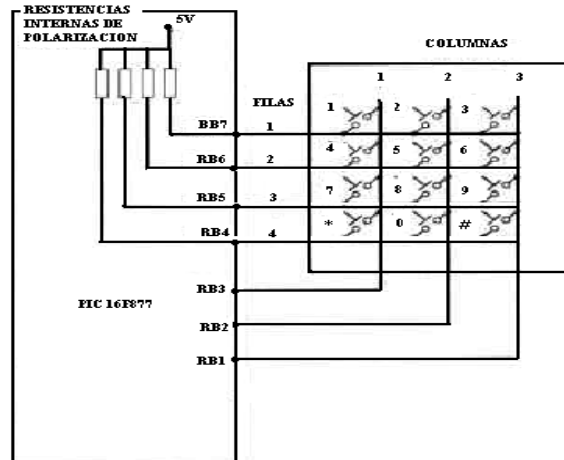 RESISTENCIAS
INTERNAS DE
POLARIZACION
5V
COLUMNAS
1 2 3
FILAS
BB7 1
RB6 2
RB5 3
RB4 4
1 2 3
4 5 6
7 8 9
* 0 #
RB3
RB2
RB1
PIC 16F877